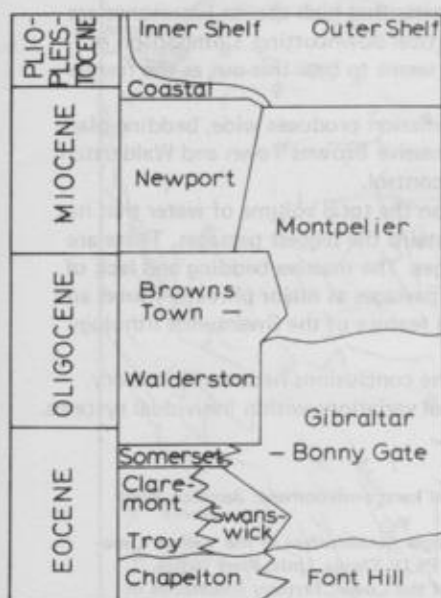 Inner Shelf Outer Shelf
PLIO-
PLEIS-
TOCENE
Coastal
MIOCENE
Newport
Montpelier
OLIGOCENE
Browns
Town
Walderston
Gibraltar
- Bonny Gate
EOCENE
Somerset
Clare-
mont
Swans-
wick
Troy
Chapelton
Font Hill